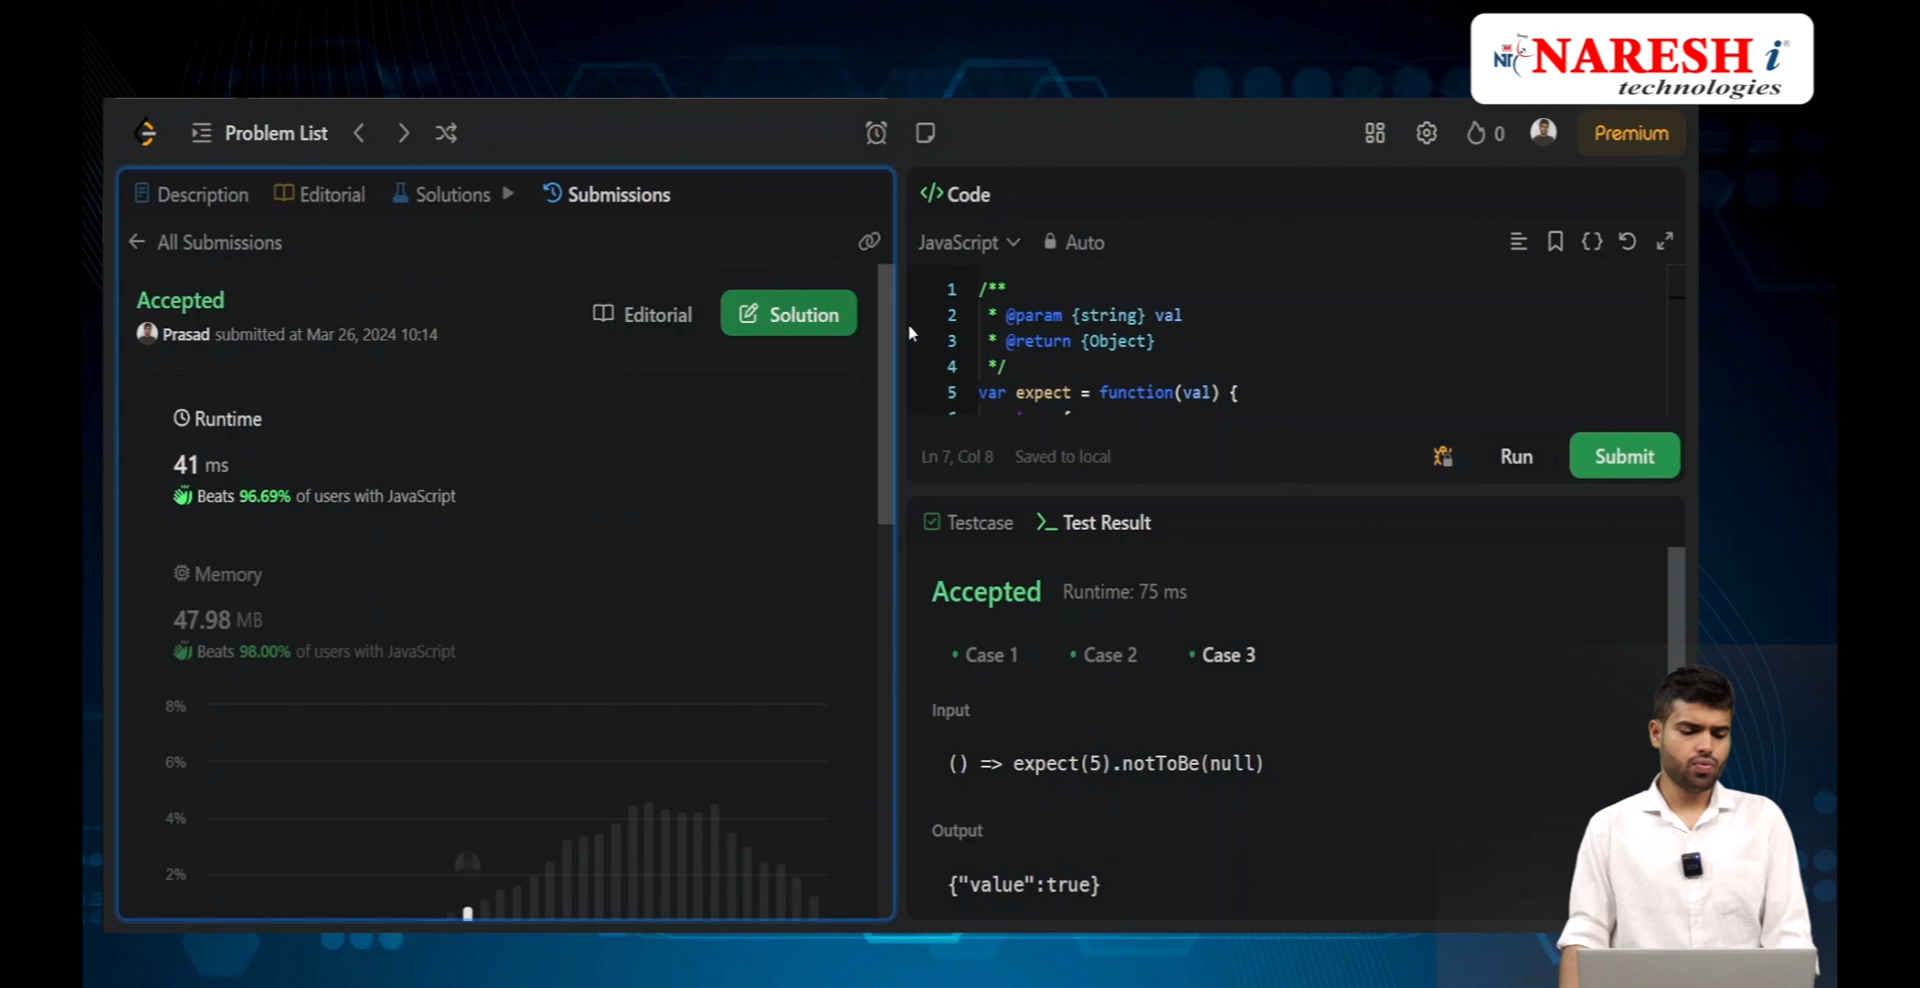 NT NARESH i
technologies
Problem List
0
Premium
Description
Editorial
Solutions
Submissions
</> Code
All Submissions
JavaScript
Auto
Accepted
Prasad submitted at Mar 26, 2024 10:14
Editorial
Solution
1 /**
2 * @param {string} val
3 * @return {Object}
4 */
5 var expect = function(val) {
Runtime
41 ms
Beats 96.69% of users with JavaScript
Ln 7, Col 8 Saved to local
Run
Submit
Memory
47.98 MB
Beats 98.00% of users with JavaScript
8%
6%
4%
2%
Testcase
Test Result
Accepted Runtime: 75 ms
• Case 1 • Case 2 • Case 3
Input
() => expect(5).notToBe(null)
Output
{"value":true}